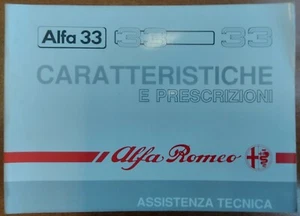 Alfa 33
33
CARATTERISTICHE
E PRESCRIZIONI
Alfa Romeo
ASSISTENZA TECNICA